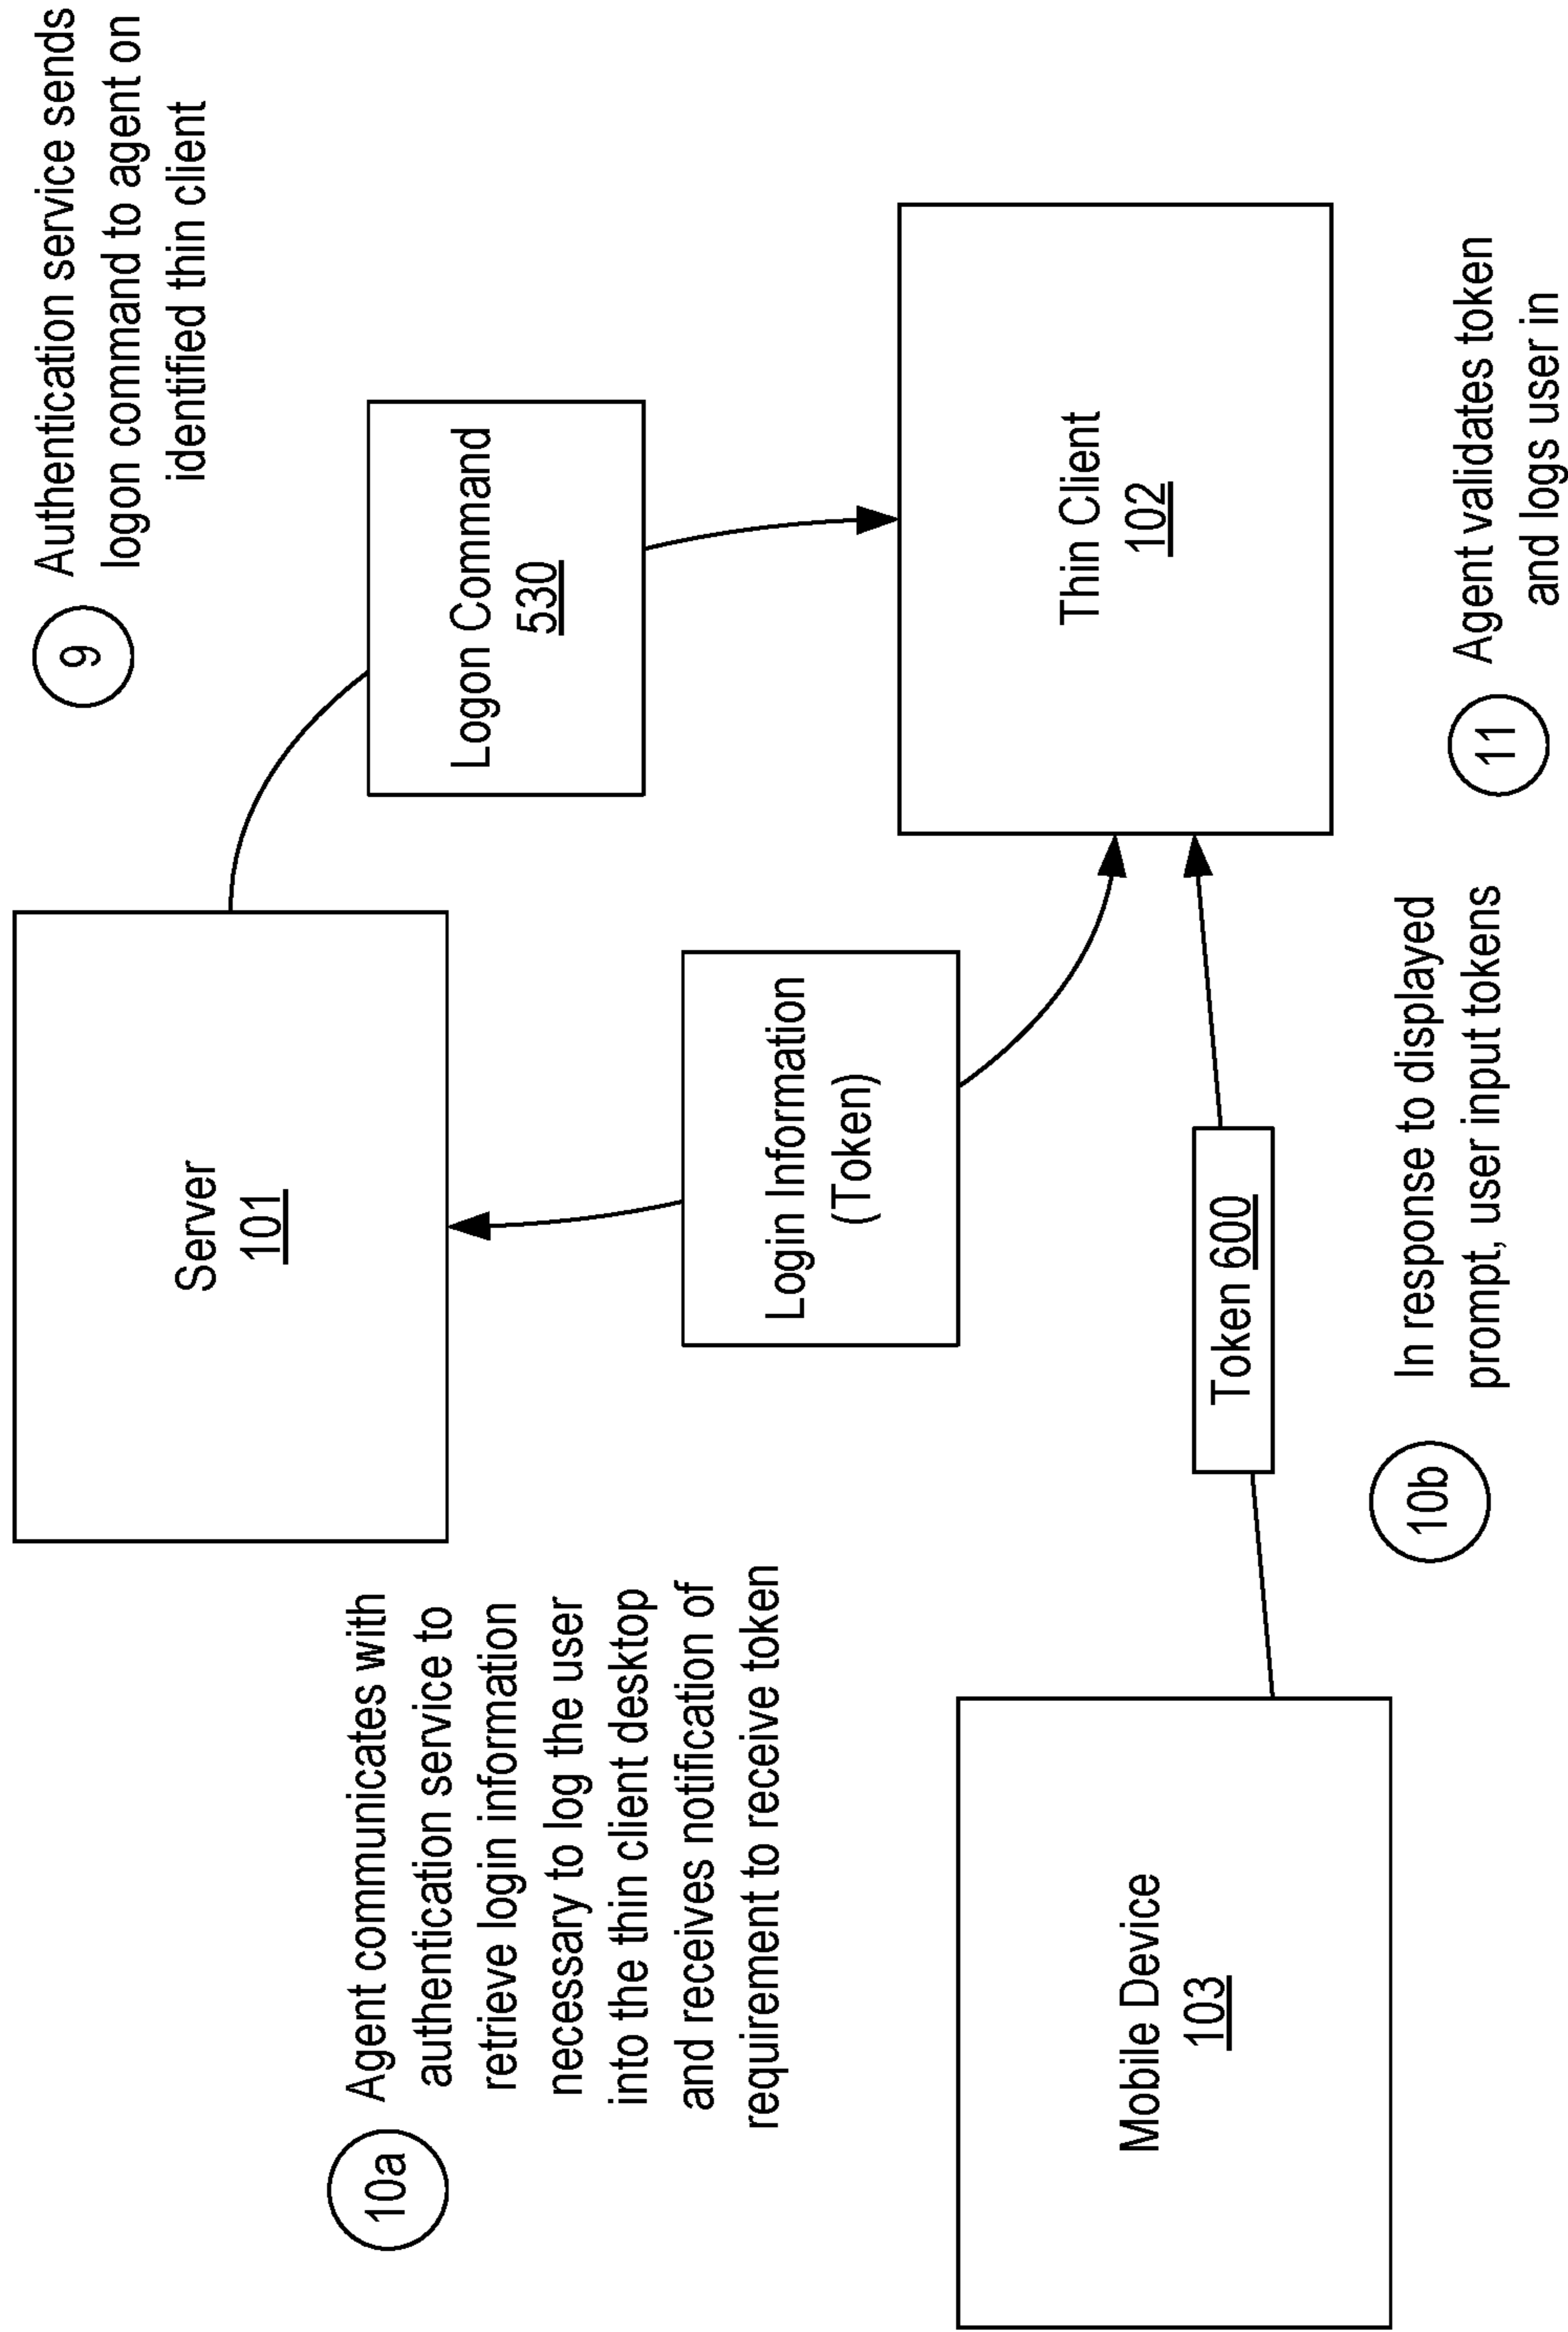 9
Authentication service sends
logon command to agent on
identified thin client
Server
101
Logon Command
530
10a
Agent communicates with
authentication service to
retrieve login information
necessary to log the user
into the thin client desktop
and receives notification of
requirement to receive token
Login Information
(Token)
Mobile Device
103
Token 600
Thin Client
102
10b
In response to displayed
prompt, user input tokens
11
Agent validates token
and logs user in